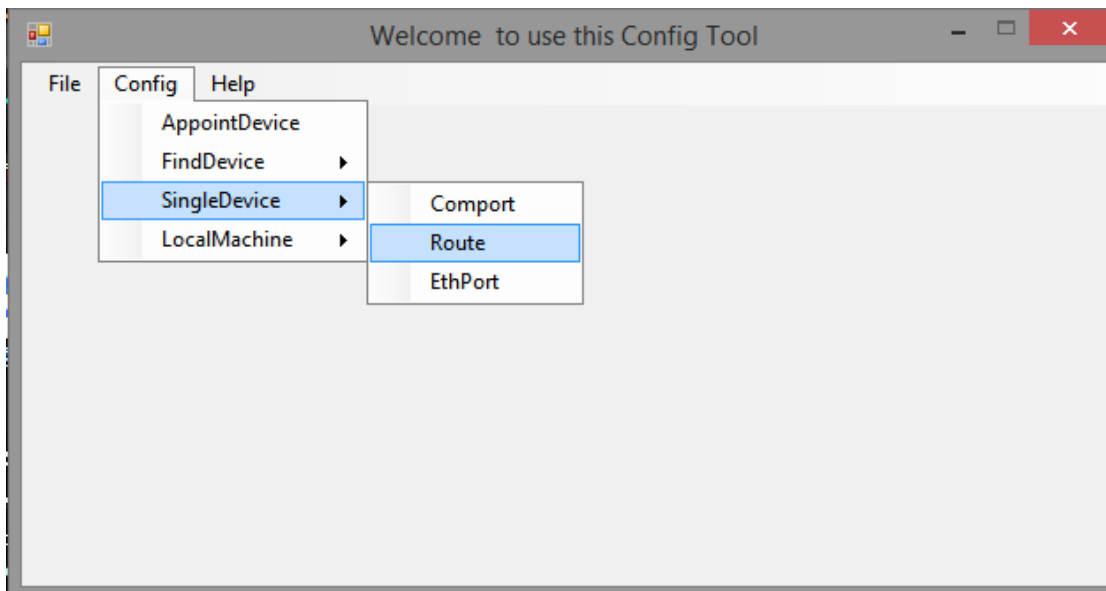 Welcome  to use this Config Tool
File Config Help
AppointDevice
FindDevice
SingleDevice
LocalMachine
Comport
Route
EthPort